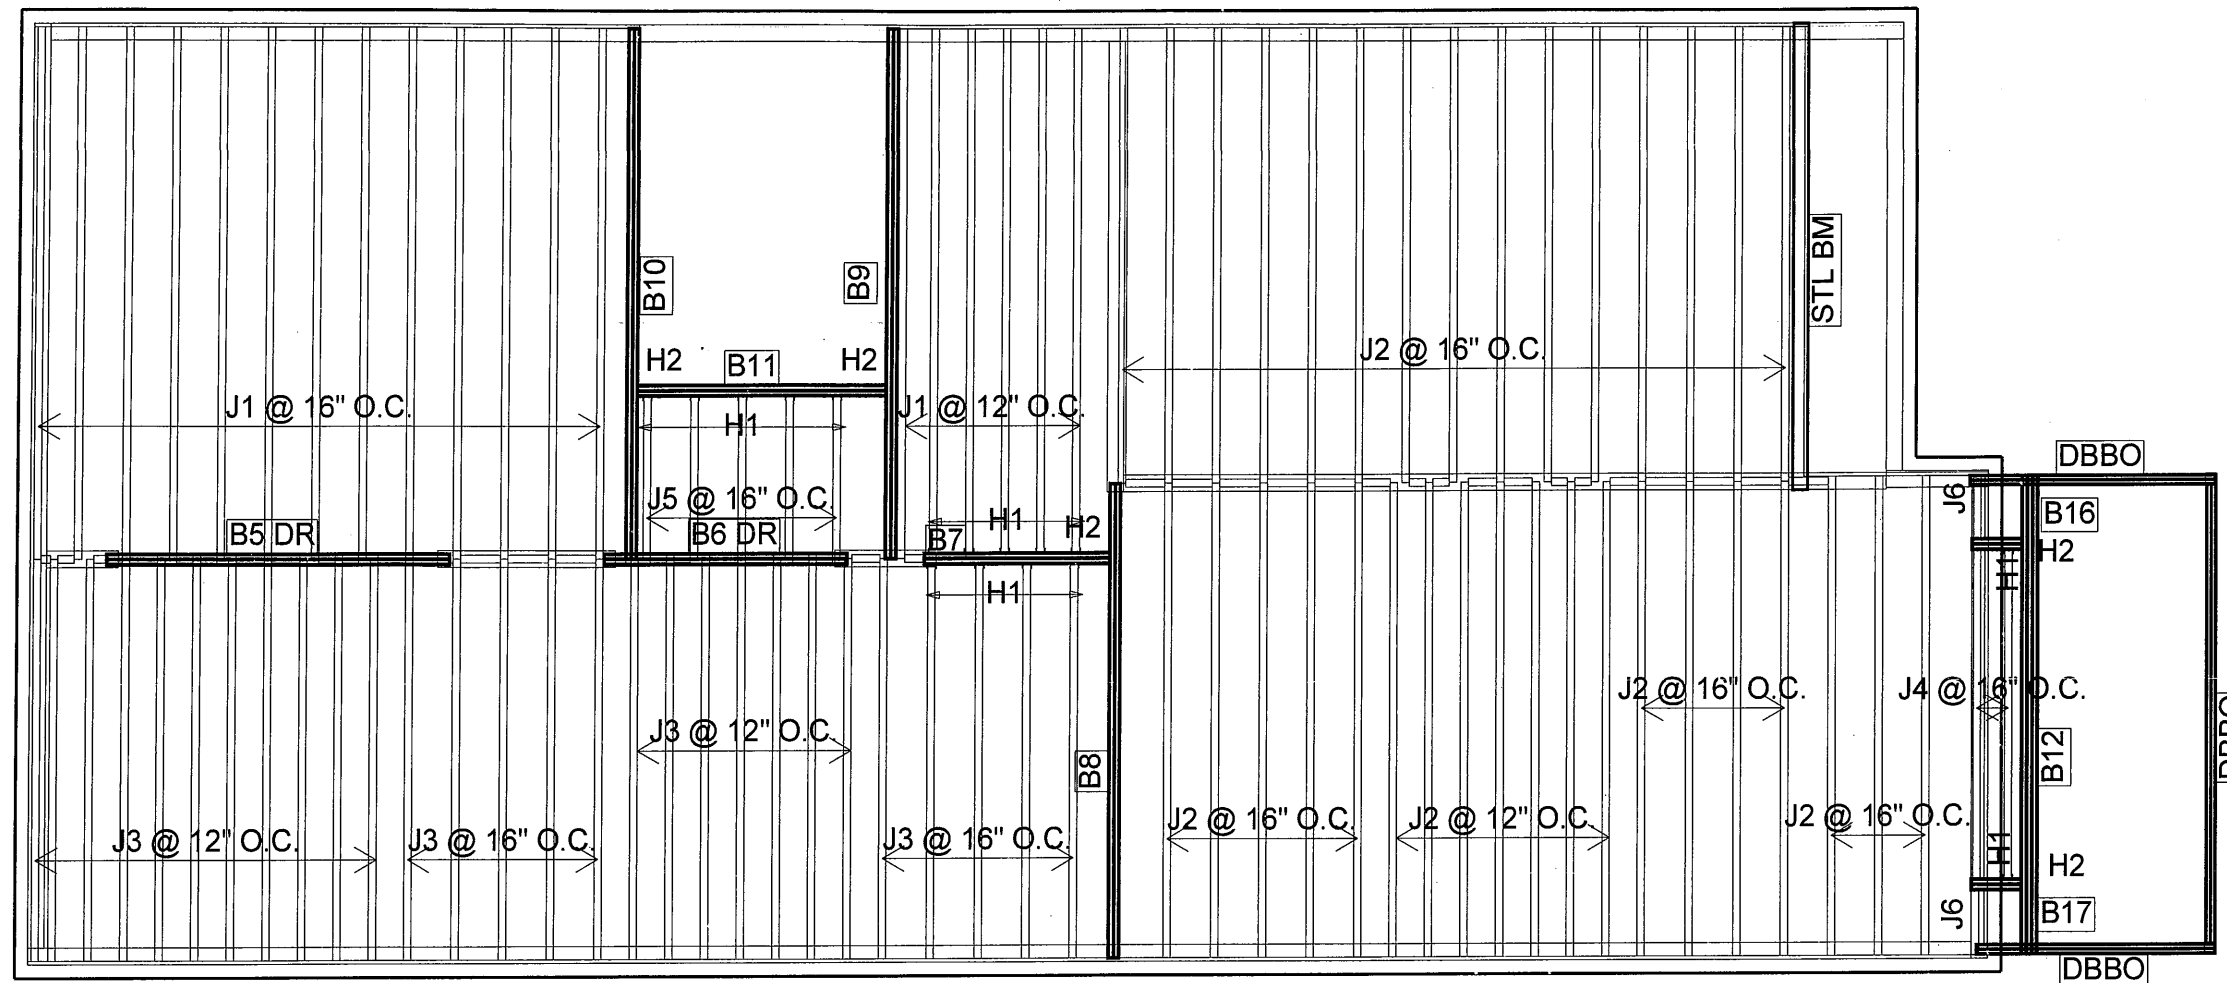 STL BM
B10
B9
J2 @ 16" O.C.
H2
B11
H2
J1 @ 16" O.C.
J1 @ 12" O.C.
H1
DBBO
J5 @ 16" O.C.
J6
B16
B5 DR
B6 DR
B7
H1
H2
H2
H1
H1
J2 @ 16" O.C.
J4 @ 16" O.C.
J3 @ 12" O.C.
B8
B12
DBBO
J3 @ 12" O.C.
J3 @ 16" O.C.
J3 @ 16" O.C.
J2 @ 16" O.C.
J2 @ 12" O.C.
J2 @ 16" O.C.
H1
H2
J6
B17
DBBO